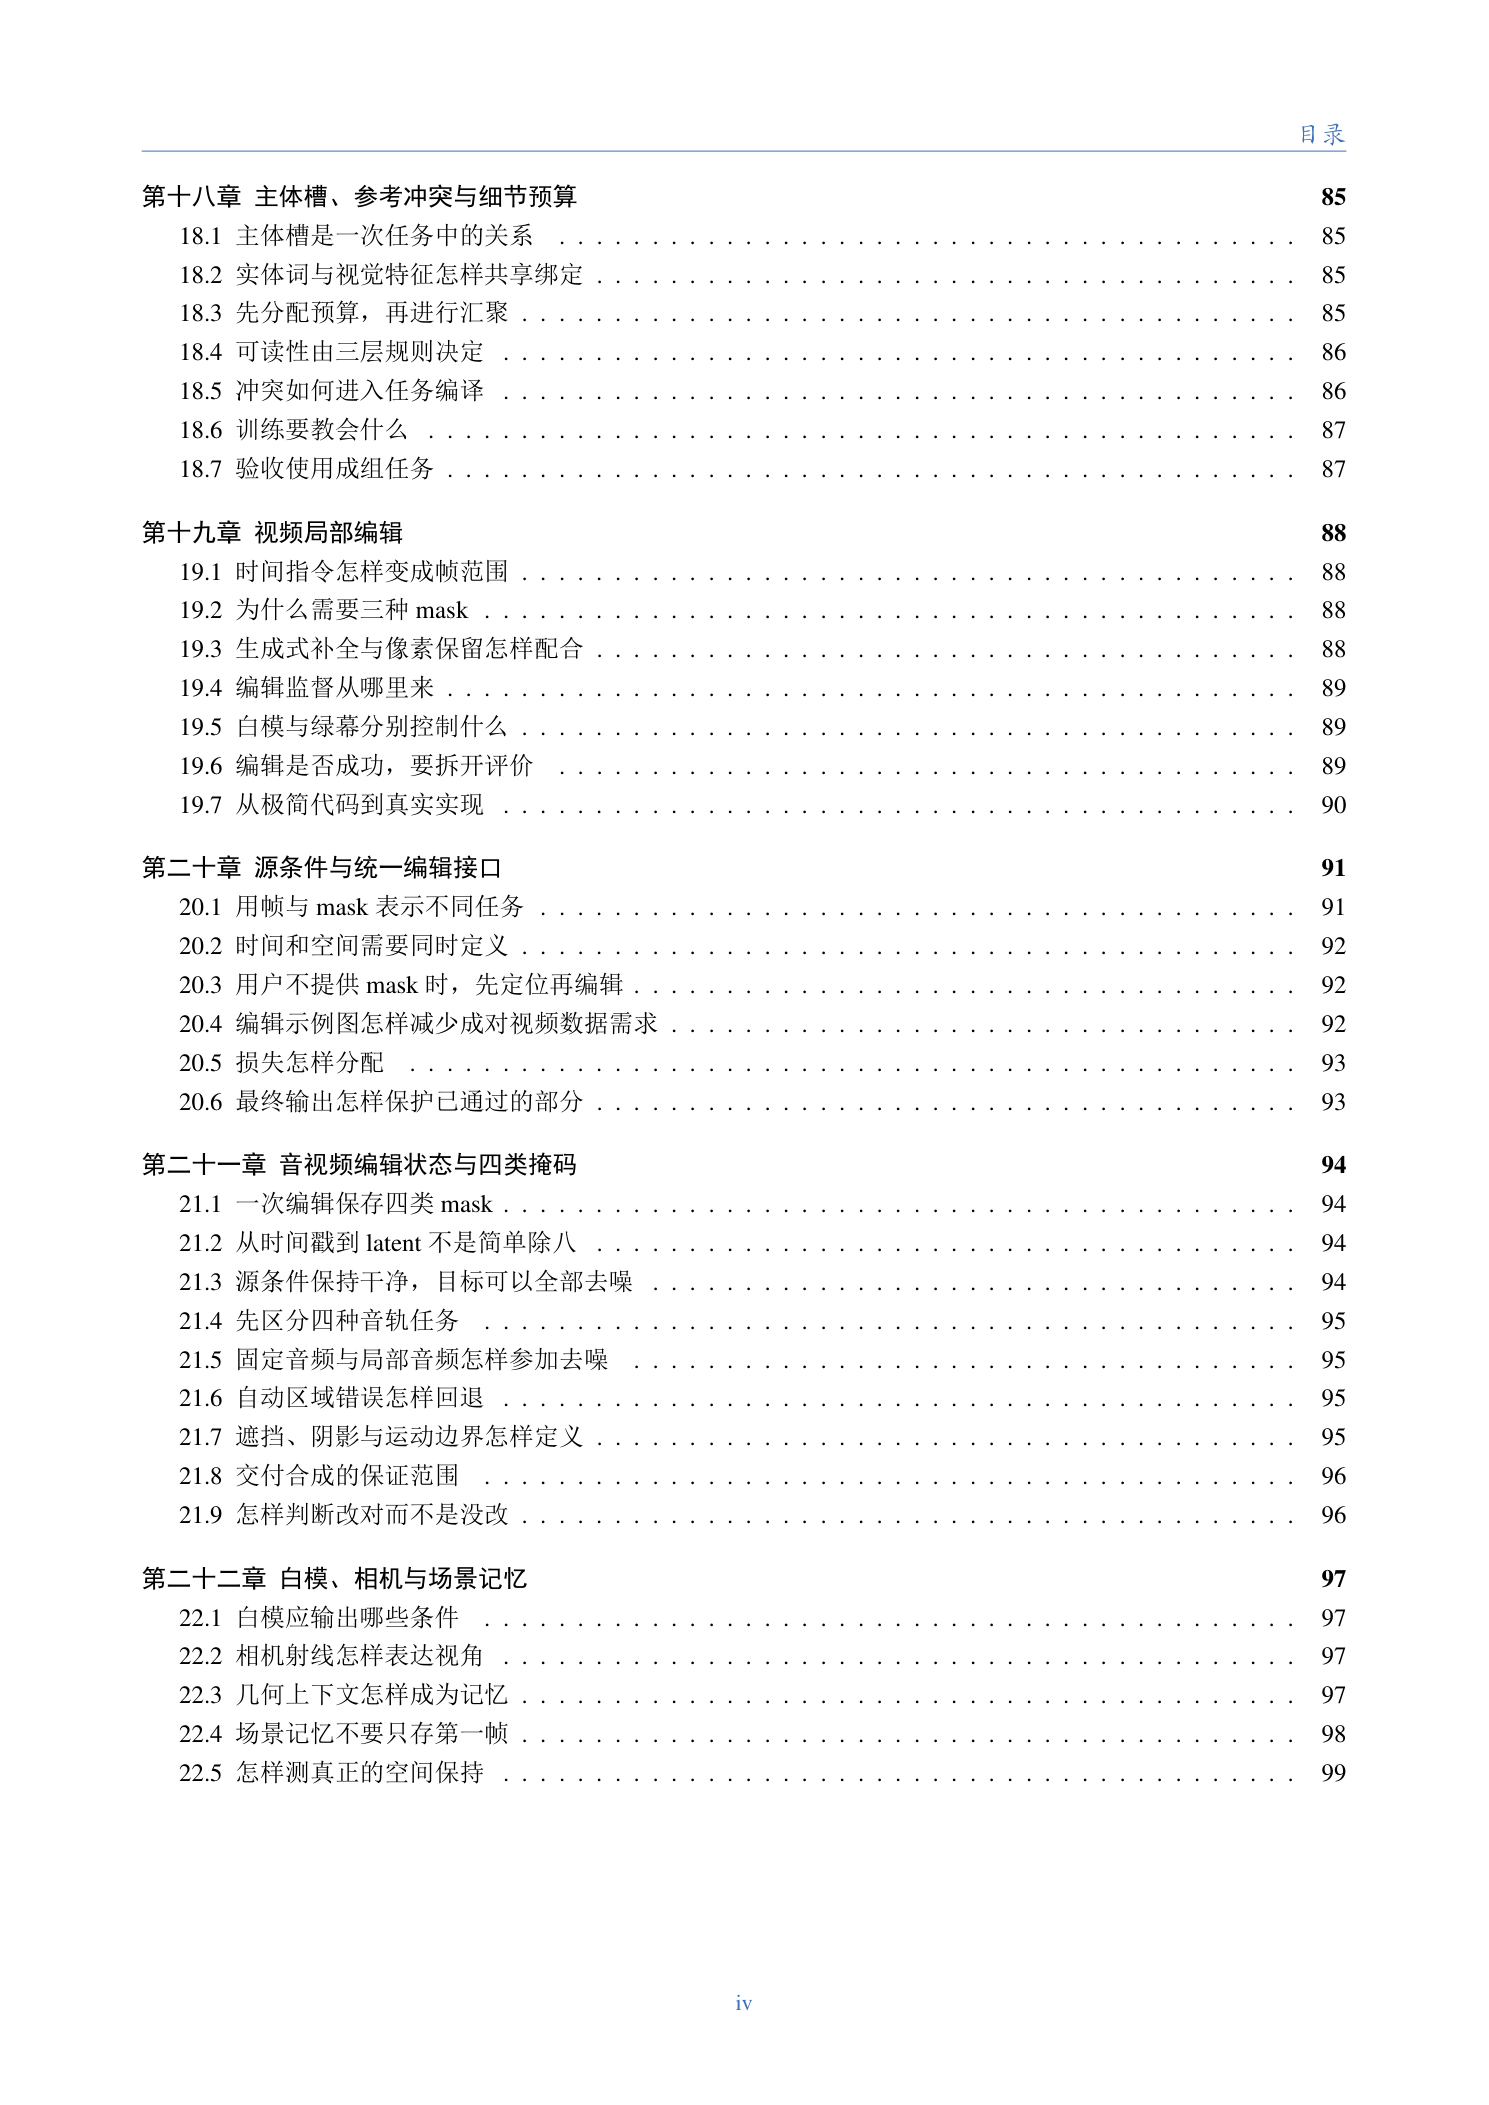 目录
第十八章 主体槽、参考冲突与细节预算 85
18.1 主体槽是一次任务中的关系 . . . . . . . . . . 85
18.2 实体词与视觉特征怎样共享绑定 . . . . . . . . . . 85
18.3 先分配预算，再进行汇聚 . . . . . . . . . . 85
18.4 可读性由三层规则决定 . . . . . . . . . . 86
18.5 冲突如何进入任务编译 . . . . . . . . . . 86
18.6 训练要教会什么 . . . . . . . . . . 87
18.7 验收使用成组任务 . . . . . . . . . . 87
第十九章 视频局部编辑 88
19.1 时间指令怎样变成帧范围 . . . . . . . . . . 88
19.2 为什么需要三种 mask . . . . . . . . . . 88
19.3 生成式补全与像素保留怎样配合 . . . . . . . . . . 88
19.4 编辑监督从哪里来 . . . . . . . . . . 89
19.5 白模与绿幕分别控制什么 . . . . . . . . . . 89
19.6 编辑是否成功，要拆开评价 . . . . . . . . . . 89
19.7 从极简代码到真实实现 . . . . . . . . . . 90
第二十章 源条件与统一编辑接口 91
20.1 用帧与 mask 表示不同任务 . . . . . . . . . . 91
20.2 时间和空间需要同时定义 . . . . . . . . . . 92
20.3 用户不提供 mask 时，先定位再编辑 . . . . . . . . . . 92
20.4 编辑示例图怎样减少成对视频数据需求 . . . . . . . . . . 92
20.5 损失怎样分配 . . . . . . . . . . 93
20.6 最终输出怎样保护已通过的部分 . . . . . . . . . . 93
第二十一章 音视频编辑状态与四类掩码 94
21.1 一次编辑保存四类 mask . . . . . . . . . . 94
21.2 从时间戳到 latent 不是简单除八 . . . . . . . . . . 94
21.3 源条件保持干净，目标可以全部去噪 . . . . . . . . . . 94
21.4 先区分四种音轨任务 . . . . . . . . . . 95
21.5 固定音频与局部音频怎样参加去噪 . . . . . . . . . . 95
21.6 自动区域错误怎样回退 . . . . . . . . . . 95
21.7 遮挡、阴影与运动边界怎样定义 . . . . . . . . . . 95
21.8 交付合成的保证范围 . . . . . . . . . . 96
21.9 怎样判断改对而不是没改 . . . . . . . . . . 96
第二十二章 白模、相机与场景记忆 97
22.1 白模应输出哪些条件 . . . . . . . . . . 97
22.2 相机射线怎样表达视角 . . . . . . . . . . 97
22.3 几何上下文怎样成为记忆 . . . . . . . . . . 97
22.4 场景记忆不要只存第一帧 . . . . . . . . . . 98
22.5 怎样测真正的空间保持 . . . . . . . . . . 99
iv